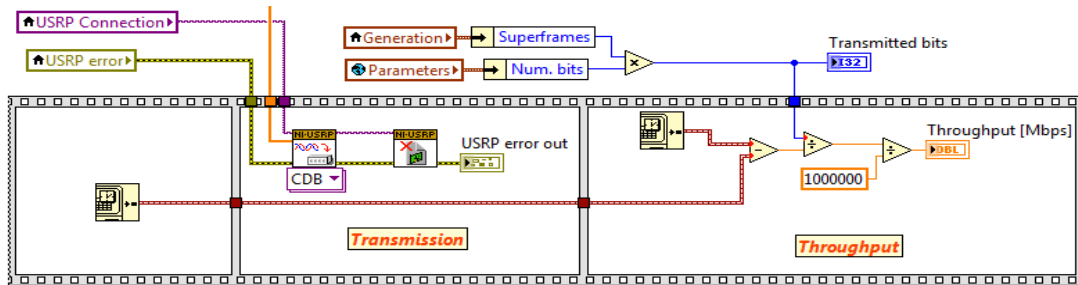 USRP Connection
USRP error
Generation
Superframes
Parameters
Num. bits
Transmitted bits
I32
NI-USRP
NI-USRP
CDB
USRP error out
Transmission
1000000
Throughput [Mbps]
DBL
Throughput